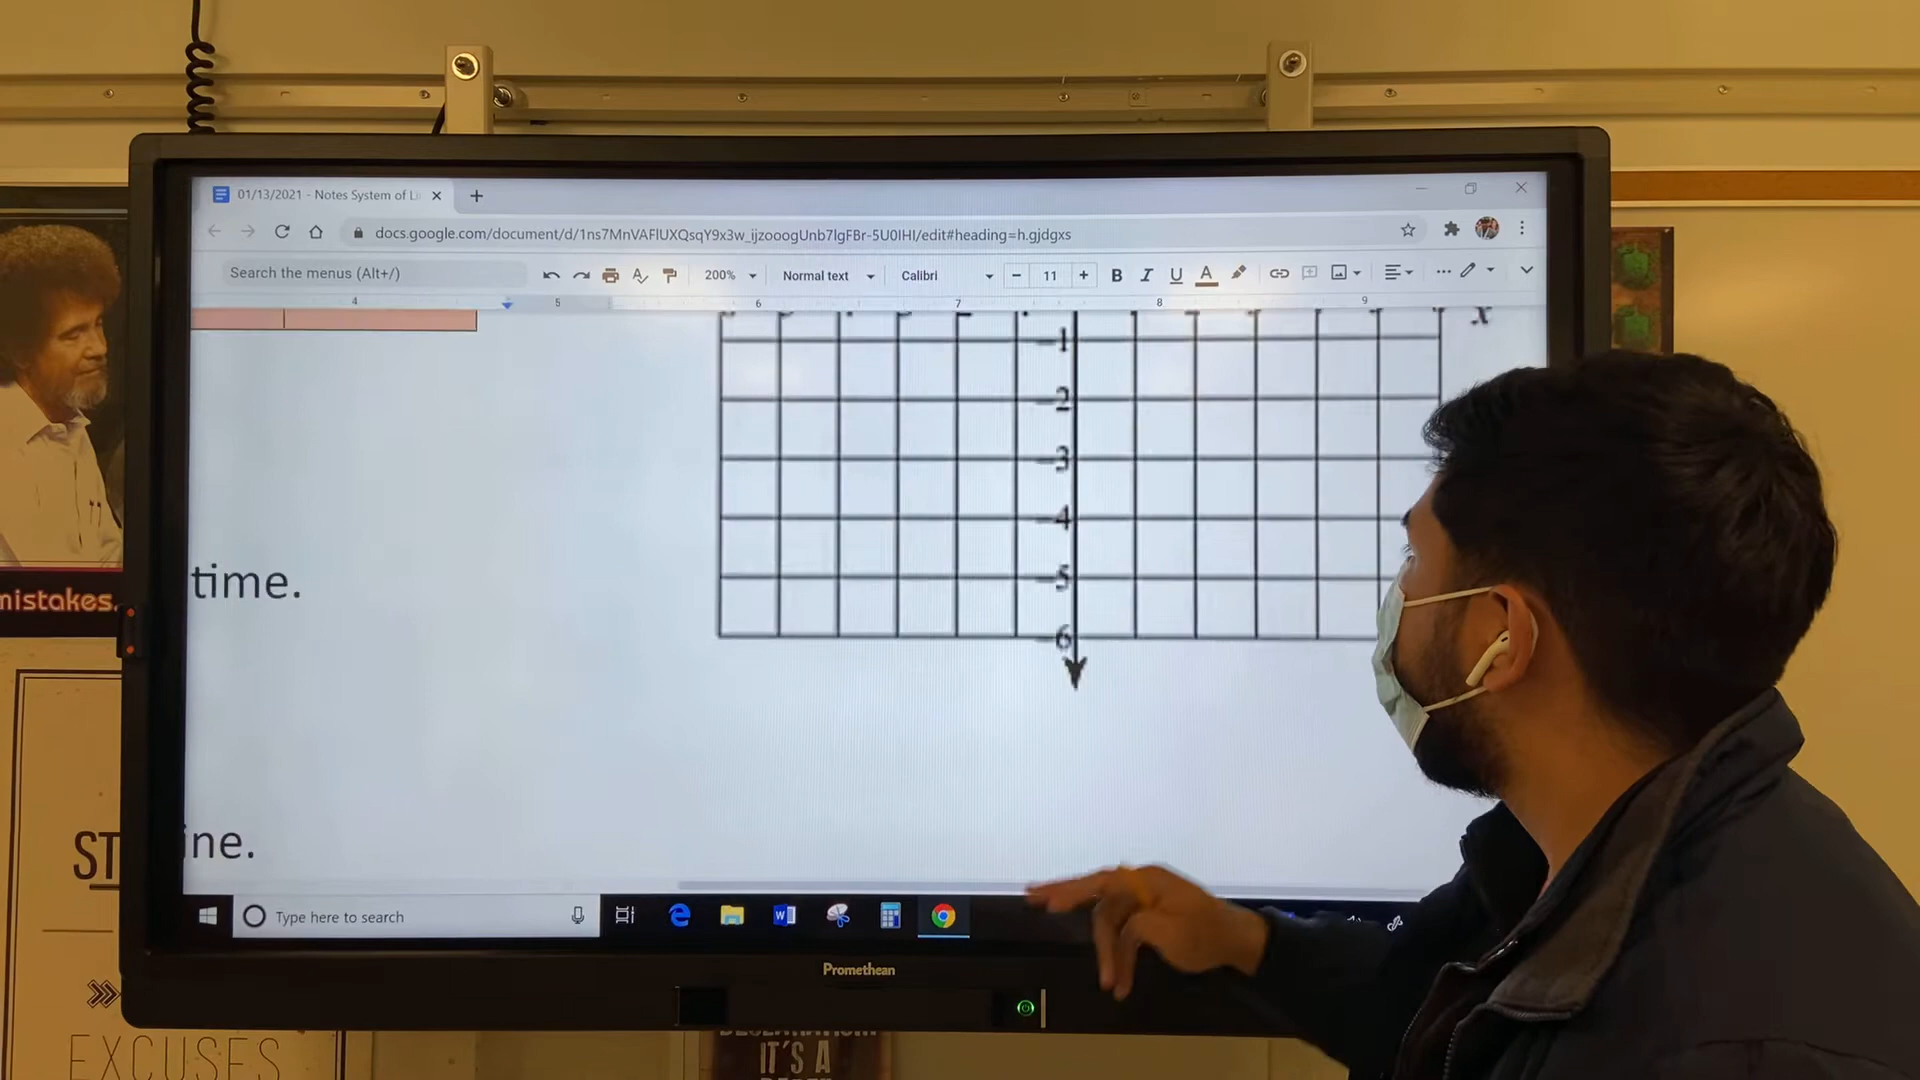 01/13/2021 - Notes System of Li
docs.google.com/document/d/1ns7MnVAFlUXQsqY9x3w_ijzooogUnb7lgFBr-5U0IHI/edit#heading=h.gjdgxs
Search the menus (Alt+/)
200%
Normal text
Calibri
11
B I U A
4 5 6 7 8 9
x
-1
-2
-3
-4
-5
-6
time.
ine.
mistakes.
ST
EXCUSES
Type here to search
Promethean
IT'S A